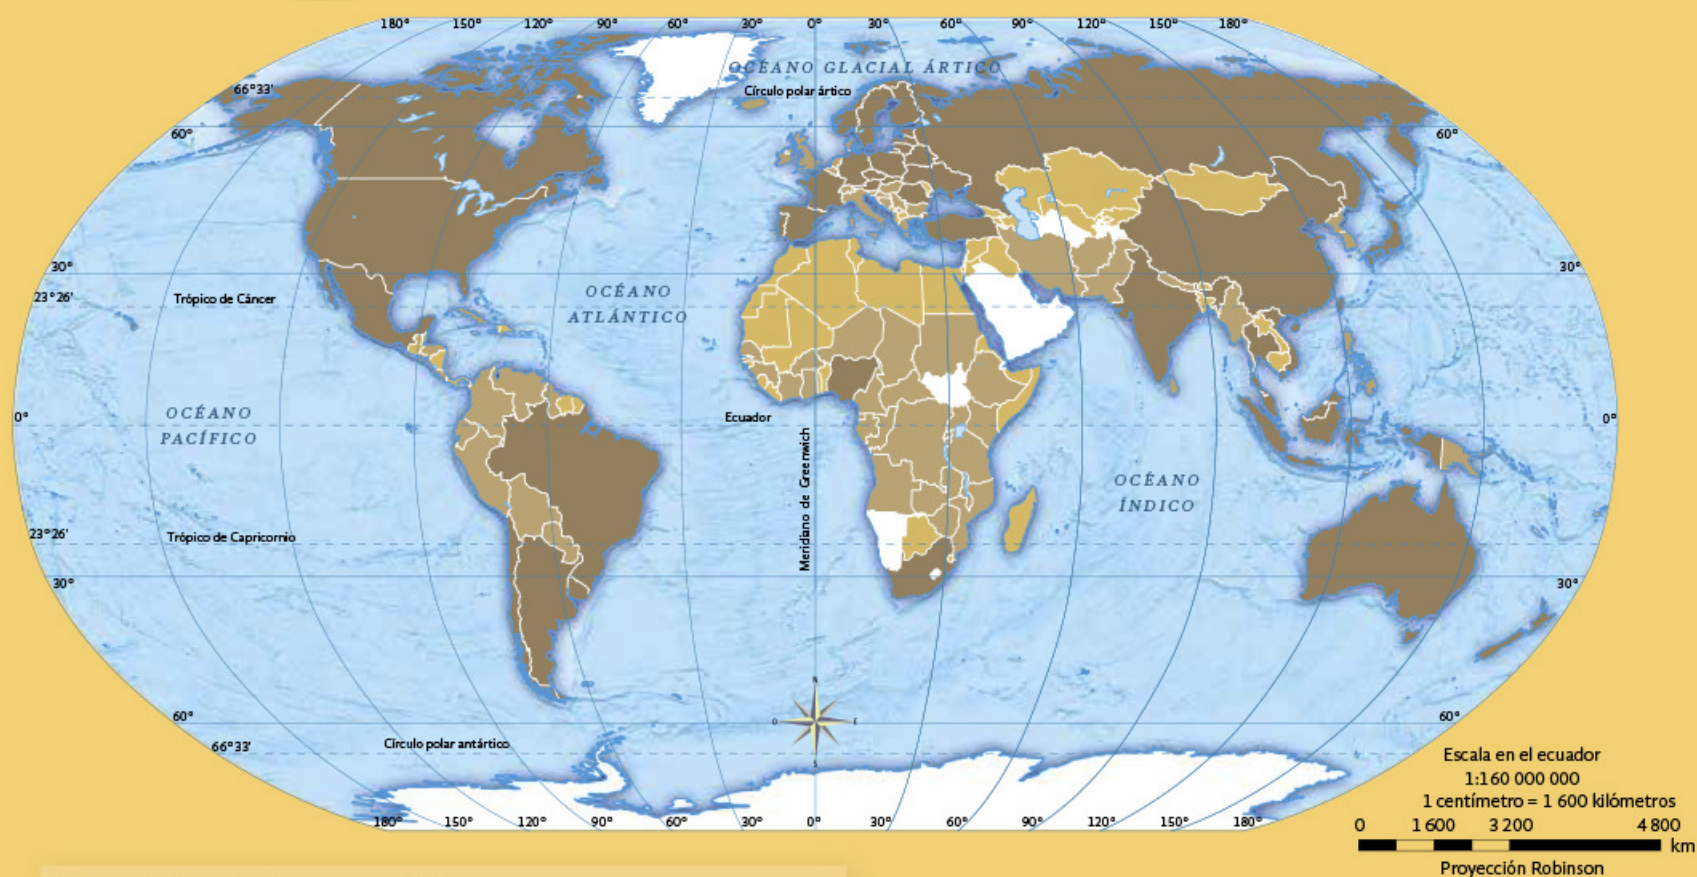 180° 150° 120° 90° 60° 30° 0° 30° 60° 90° 120° 150° 180°
OCÉANO GLACIAL ÁRTICO
66°33' Círculo polar ártico
60° 60°
30° 30°
23°26' Trópico de Cáncer
OCÉANO
ATLÁNTICO
OCÉANO
PACÍFICO
0° Ecuador 0°
Meridiano de Greenwich
OCÉANO
ÍNDICO
23°26' Trópico de Capricornio
30° 30°
N
O E
S
60° 60°
66°33' Círculo polar antártico
180° 150° 120° 90° 60° 30° 0° 30° 60° 90° 120° 150° 180°
Escala en el ecuador
1:160 000 000
1 centímetro = 1 600 kilómetros
0 1 600 3 200 4 800
km
Proyección Robinson